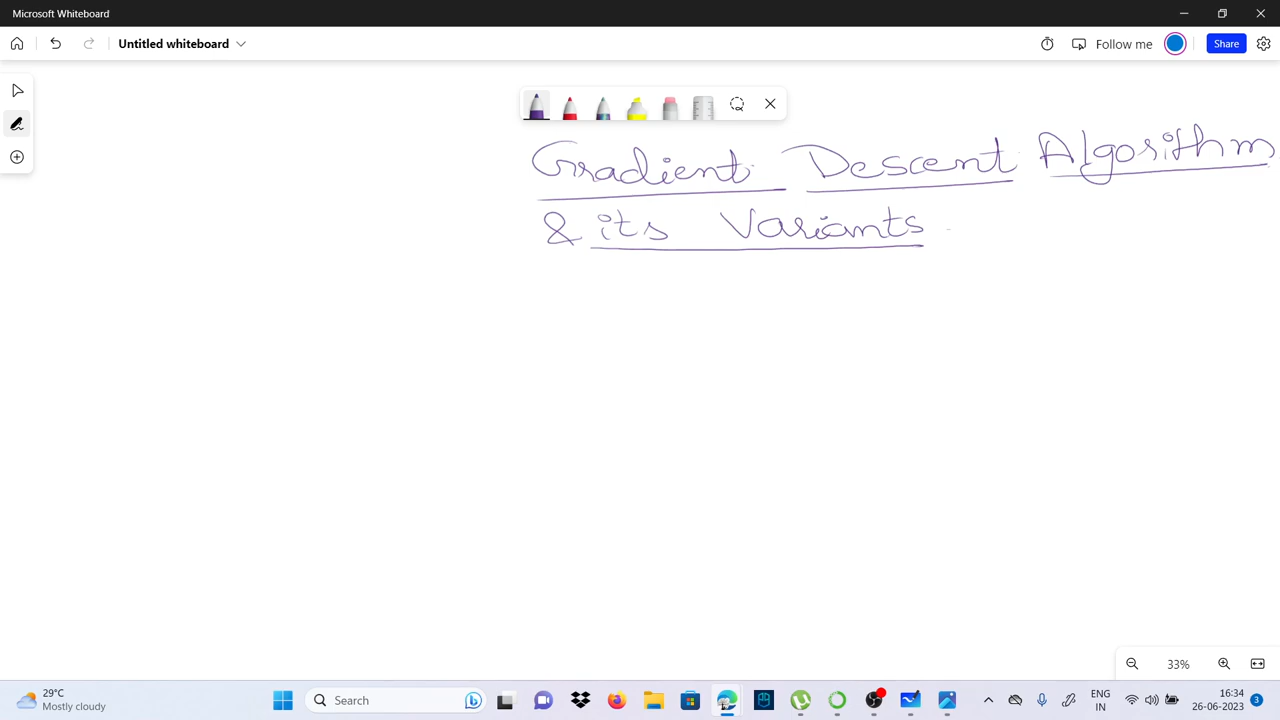 Microsoft Whiteboard
Untitled whiteboard
Follow me
Share
Gradient Descent Algorithm
& its Variants
33%
29°C
Mostly cloudy
Search
ENG
IN
16:34
26-06-2023
3